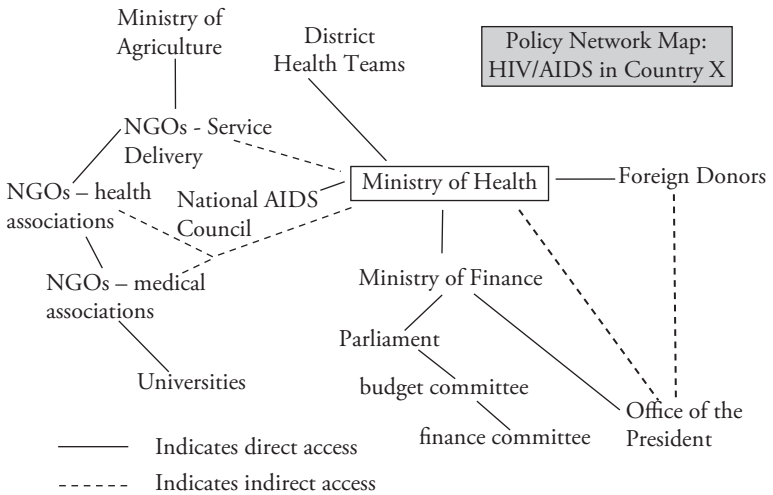 Ministry of
Agriculture
District
Health Teams
Policy Network Map:
HIV/AIDS in Country X
NGOs - Service
Delivery
NGOs – health
associations
National AIDS
Council
Ministry of Health
Foreign Donors
NGOs – medical
associations
Ministry of Finance
Parliament
Universities
budget committee
finance committee
Office of the
President
Indicates direct access
Indicates indirect access